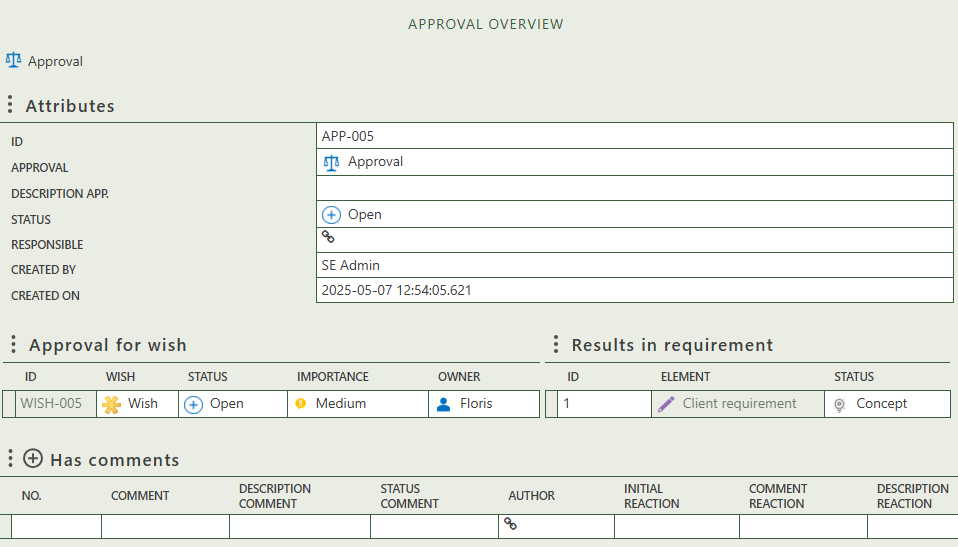 APPROVAL OVERVIEW
Approval
Attributes
ID APP-005
APPROVAL Approval
DESCRIPTION APP.
STATUS Open
RESPONSIBLE
CREATED BY SE Admin
CREATED ON 2025-05-07 12:54:05.621
Approval for wish
ID WISH STATUS IMPORTANCE OWNER
WISH-005 Wish Open Medium Floris
Results in requirement
ID ELEMENT STATUS
1 Client requirement Concept
Has comments
NO. COMMENT DESCRIPTION COMMENT STATUS COMMENT AUTHOR INITIAL REACTION COMMENT REACTION DESCRIPTION REACTION